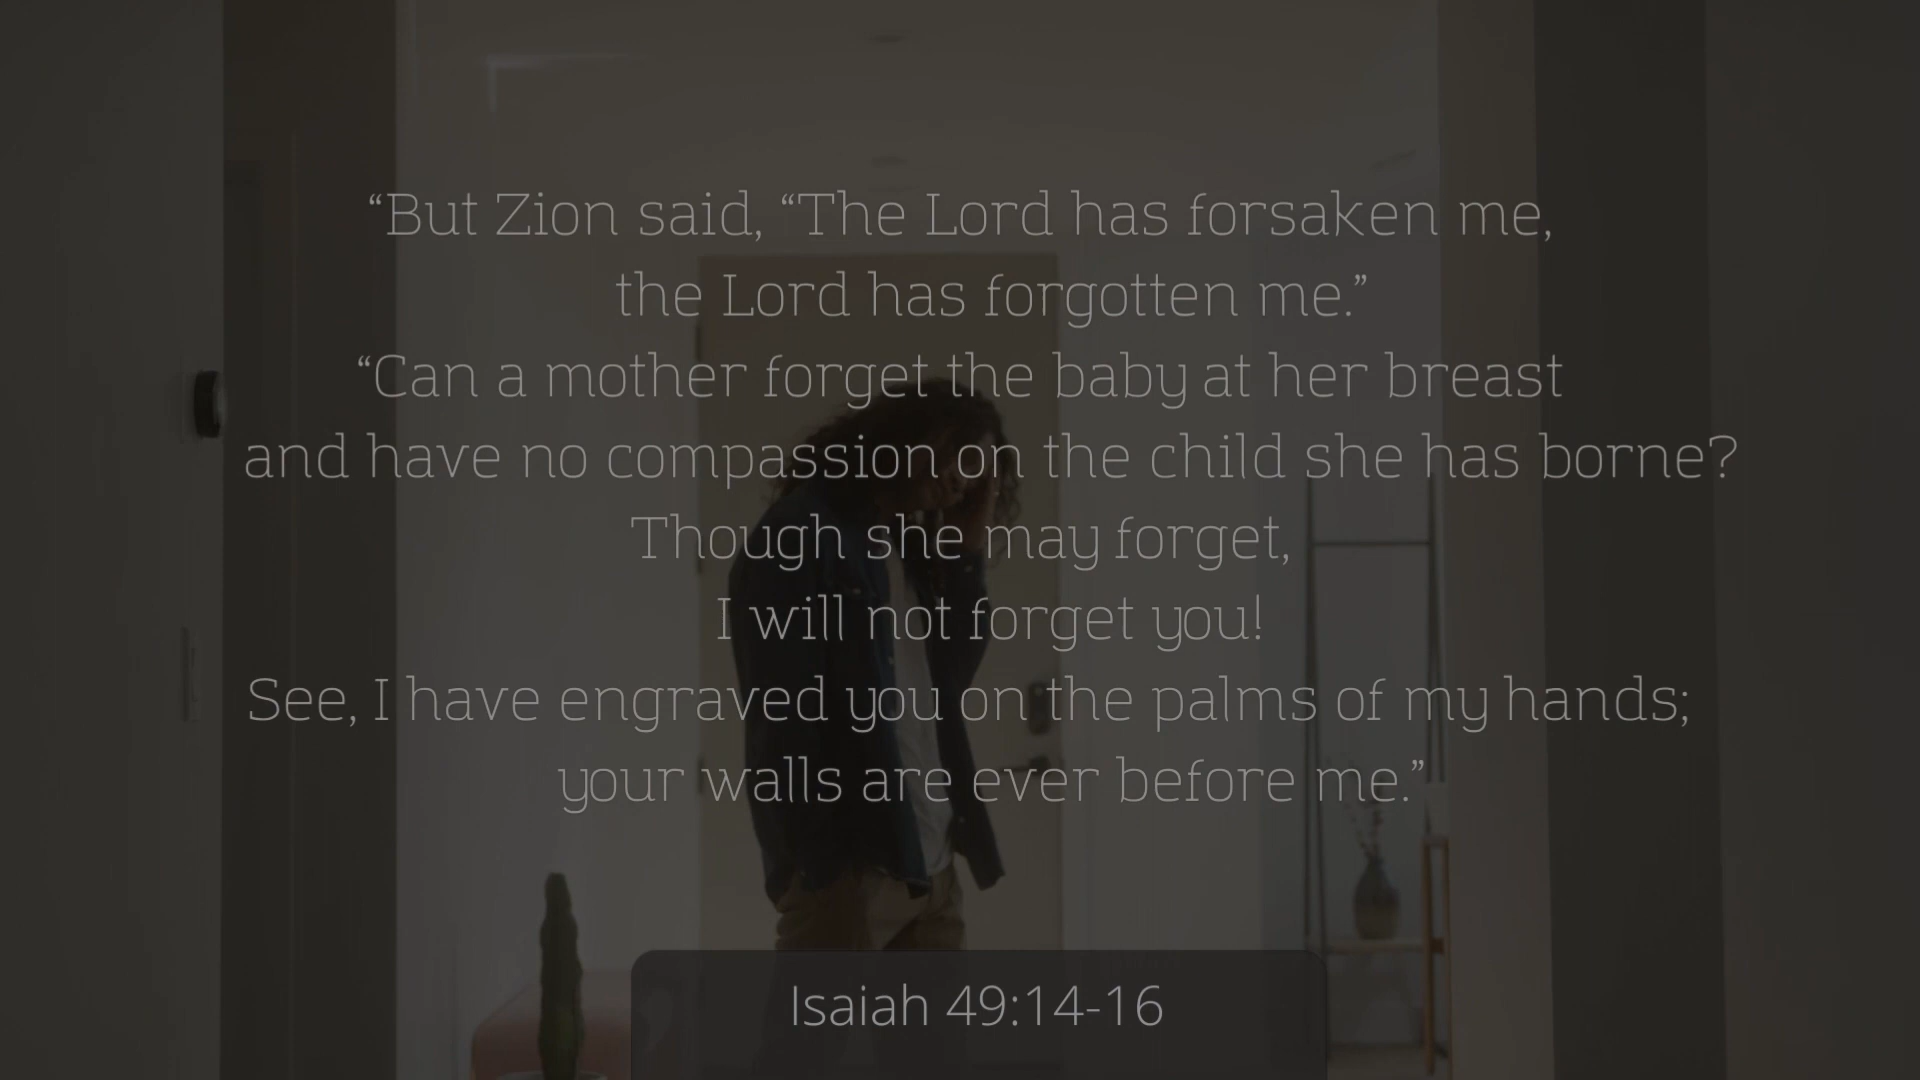 “But Zion said, “The Lord has forsaken me,
the Lord has forgotten me.”
“Can a mother forget the baby at her breast
and have no compassion on the child she has borne?
Though she may forget,
I will not forget you!
See, I have engraved you on the palms of my hands;
your walls are ever before me.”
Isaiah 49:14-16